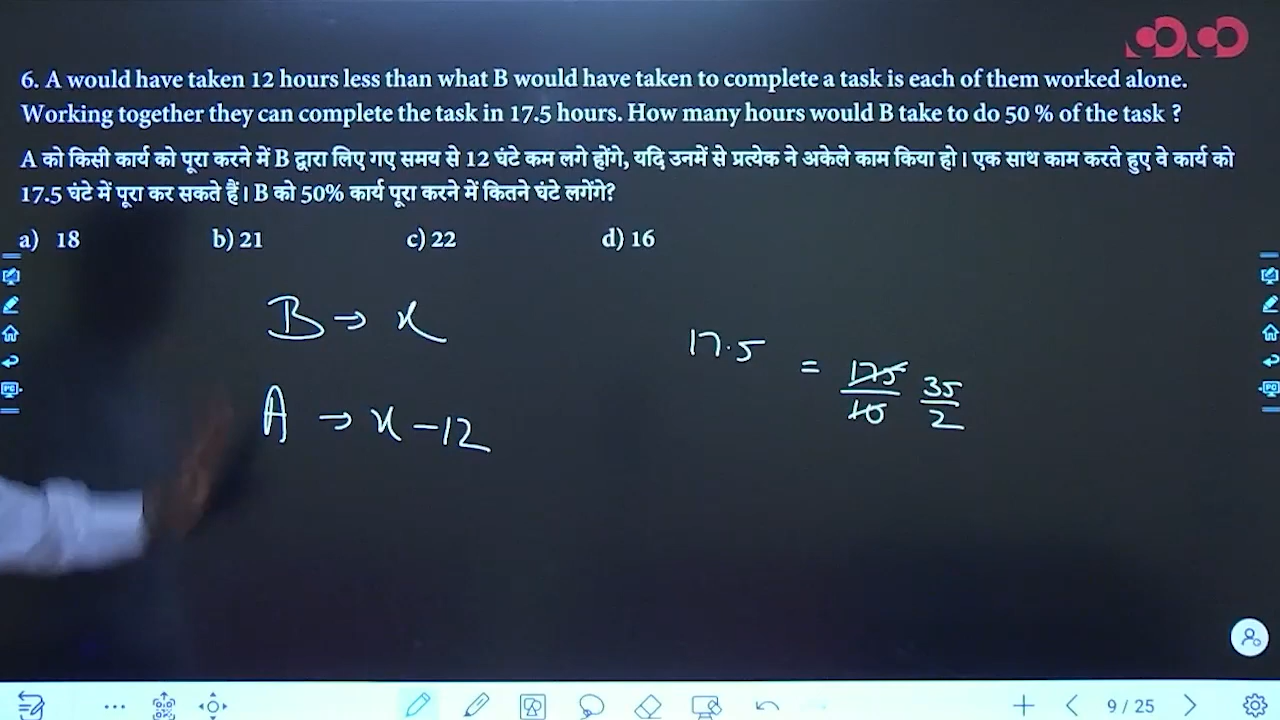 6. A would have taken 12 hours less than what B would have taken to complete a task is each of them worked alone.
Working together they can complete the task in 17.5 hours. How many hours would B take to do 50 % of the task ?
A को किसी कार्य को पूरा करने में B द्वारा लिए गए समय से 12 घंटे कम लगे होंगे, यदि उनमें से प्रत्येक ने अकेले काम किया हो। एक साथ काम करते हुए वे कार्य को
17.5 घंटे में पूरा कर सकते हैं। B को 50% कार्य पूरा करने में कितने घंटे लगेंगे?
a) 18 b) 21 c) 22 d) 16
B → x
A → x - 12
17.5 = 175/10 35/2
9 / 25